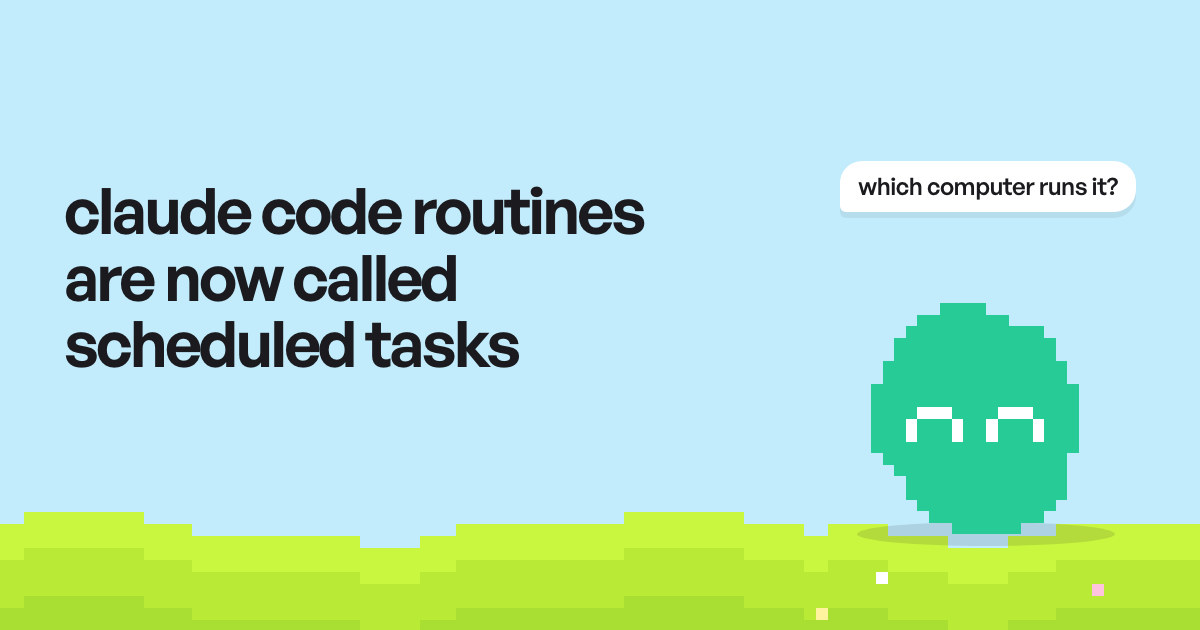 claude code routines
are now called
scheduled tasks
which computer runs it?